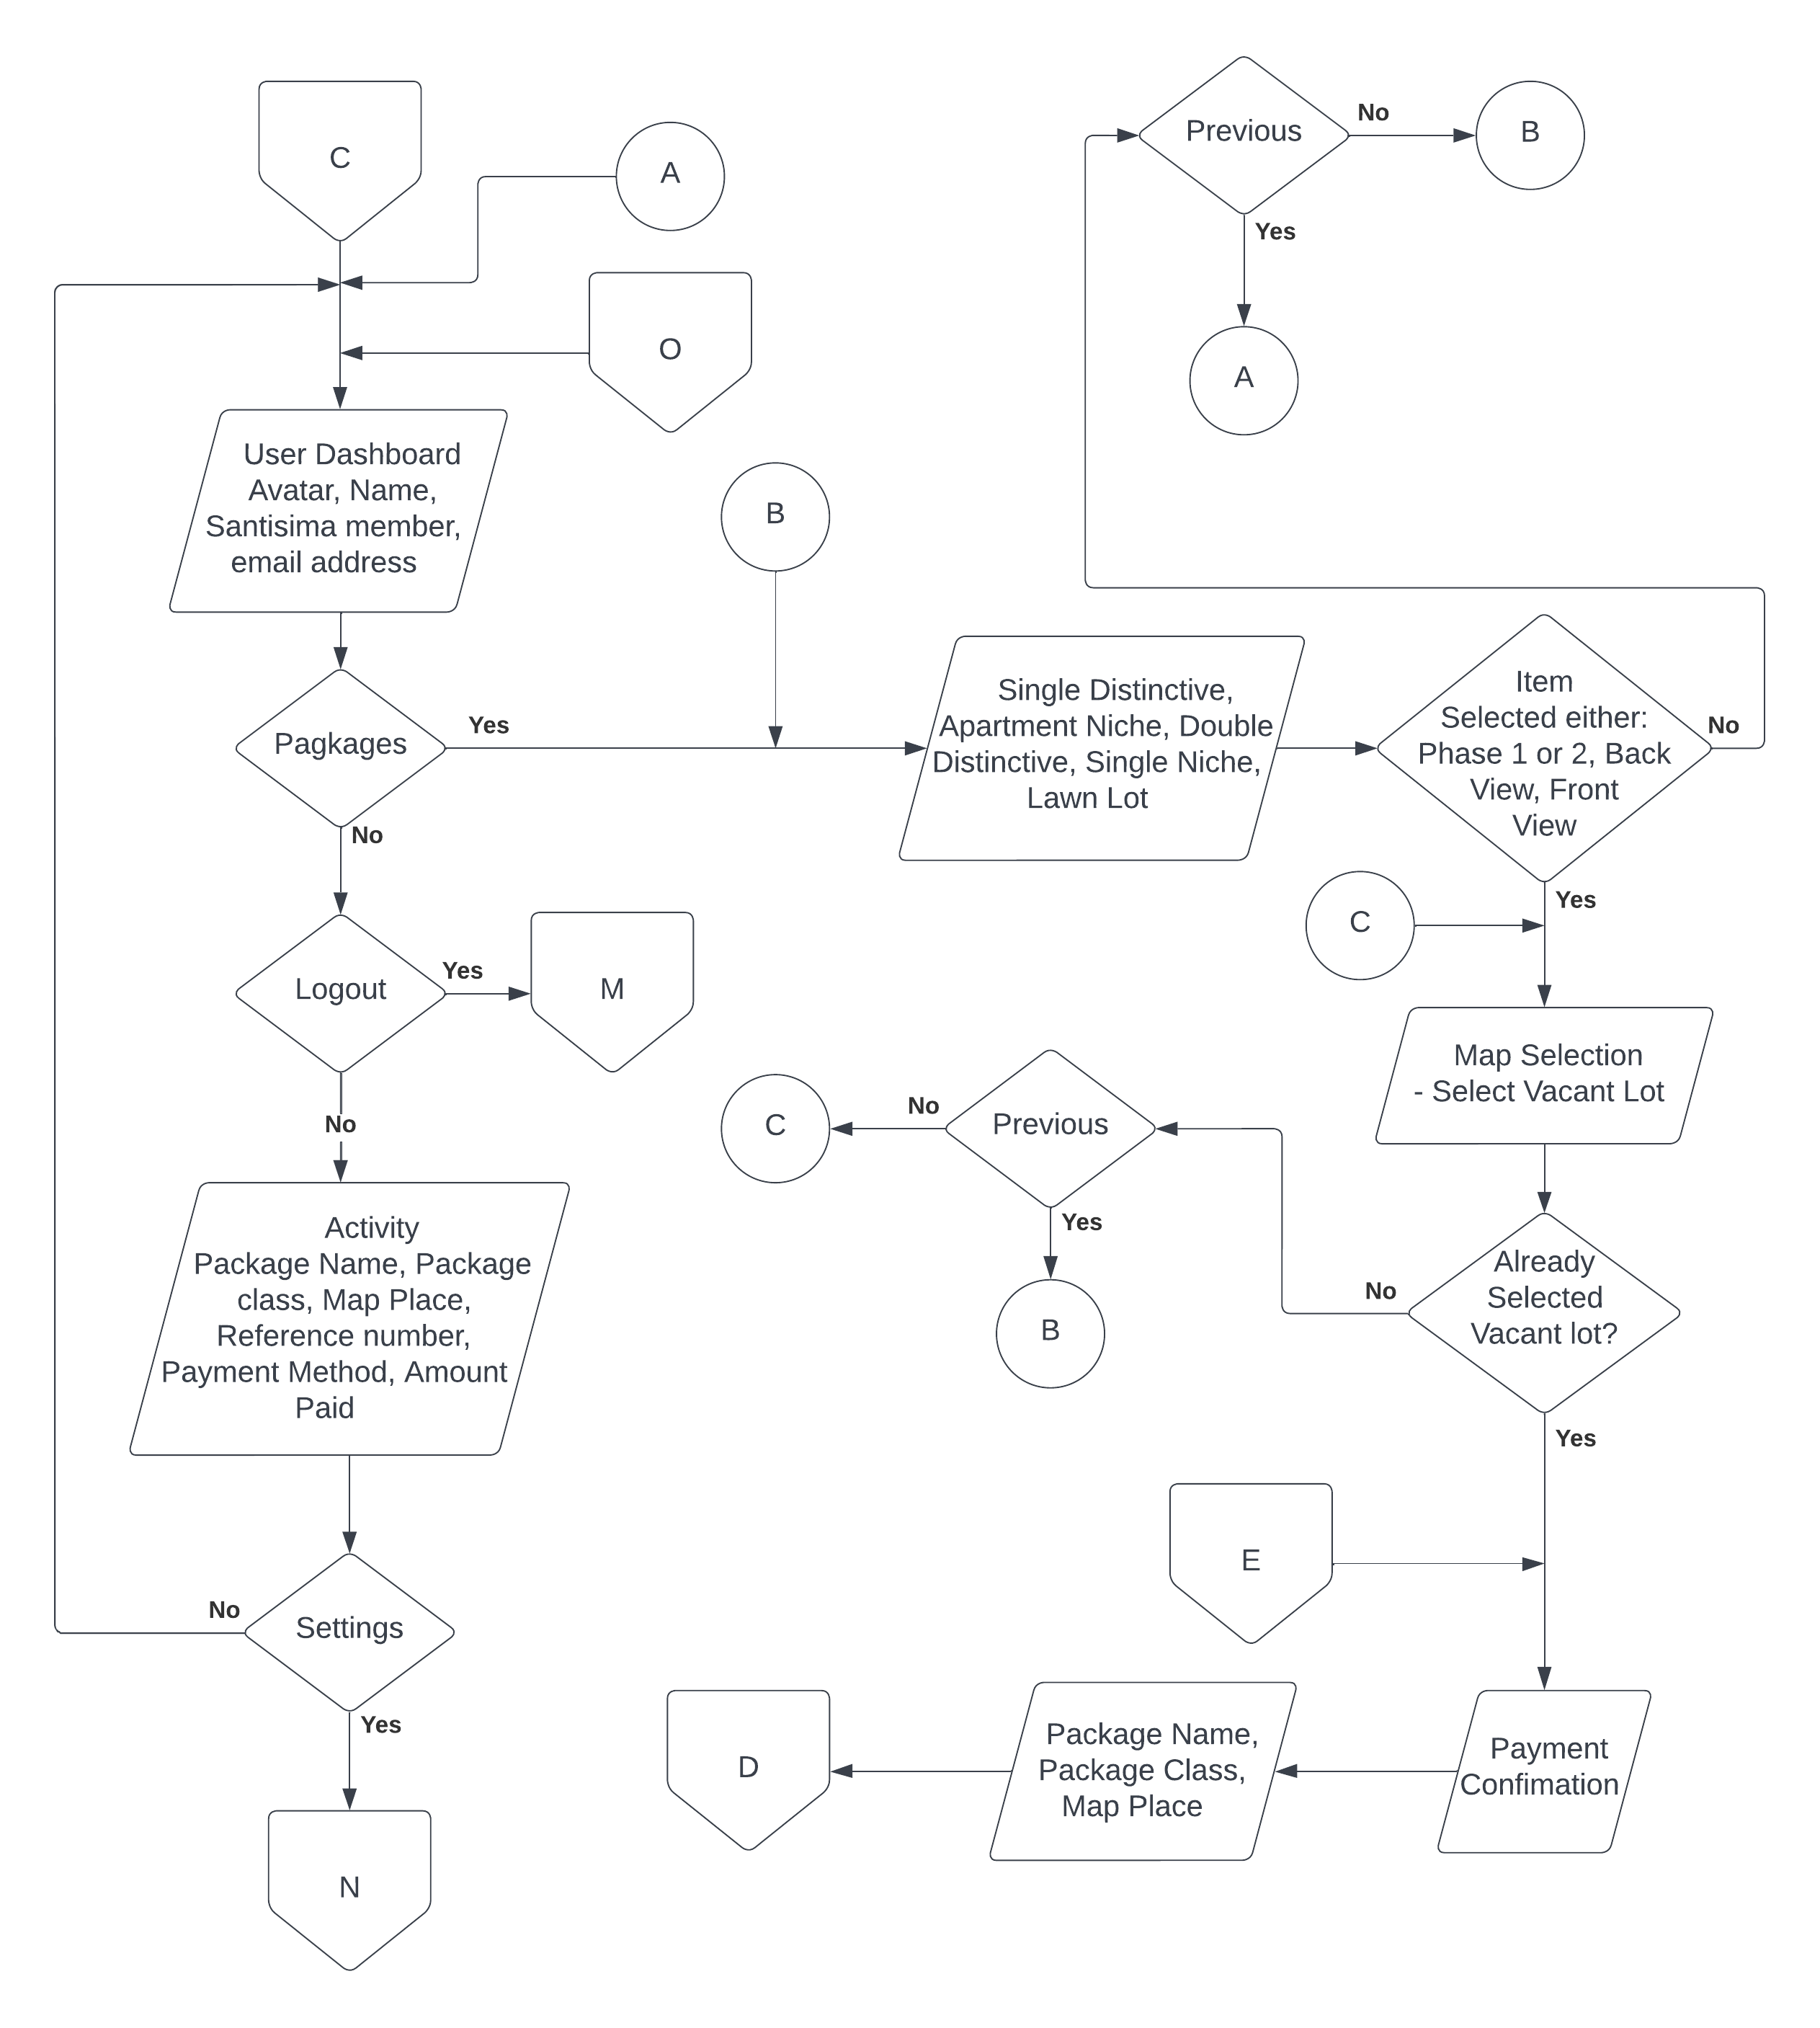 C
A
O
User Dashboard
Avatar, Name,
Santisima member,
email address
Pagkages
Yes
No
B
Logout
Yes
M
No
Activity
Package Name, Package
class, Map Place,
Reference number,
Payment Method, Amount
Paid
Settings
No
Yes
N
Previous
No
B
Yes
A
Single Distinctive,
Apartment Niche, Double
Distinctive, Single Niche,
Lawn Lot
Item
Selected either:
Phase 1 or 2, Back
View, Front
View
No
Yes
C
Map Selection
- Select Vacant Lot
Already
Selected
Vacant lot?
No
Previous
No
C
Yes
B
Yes
E
Payment
Confimation
Package Name,
Package Class,
Map Place
D